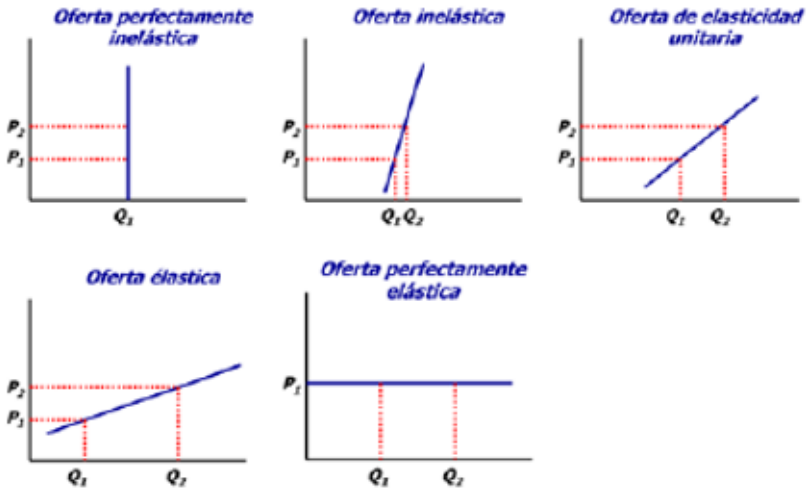 Oferta perfectamente
inelástica
P₂
P₁
Q₁
Oferta inelástica
P₂
P₁
Q₁ Q₂
Oferta de elasticidad
unitaria
P₂
P₁
Q₁ Q₂
Oferta élastica
P₂
P₁
Q₁ Q₂
Oferta perfectamente
elástica
P₁
Q₁ Q₂